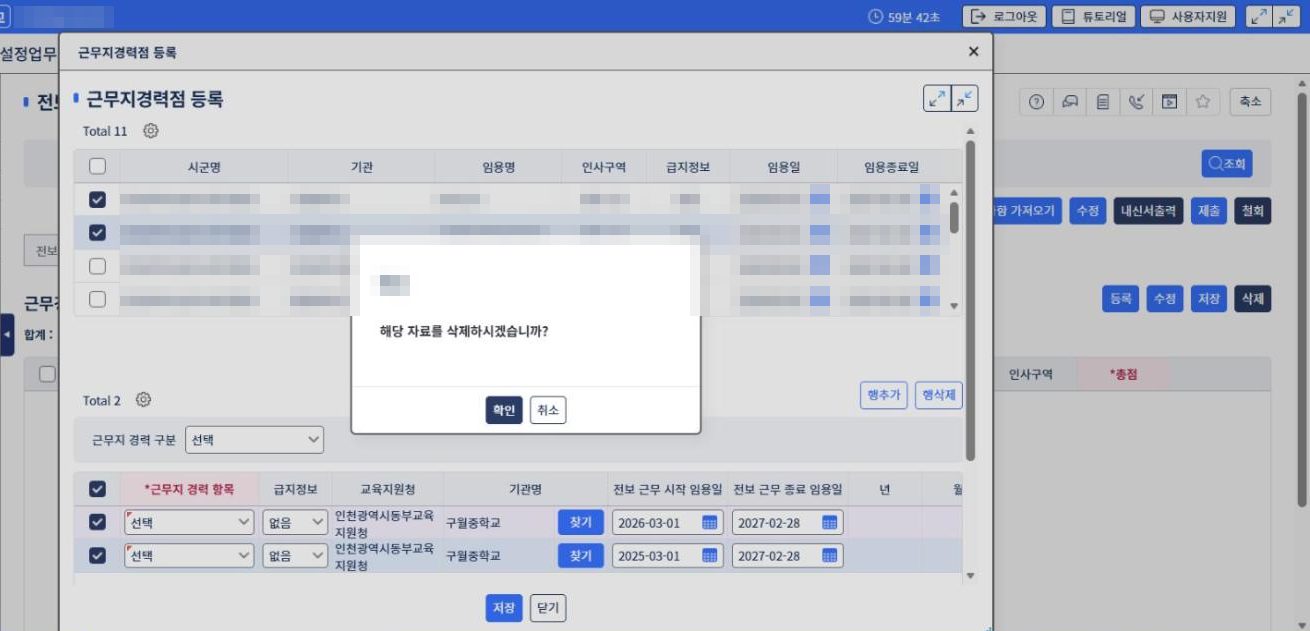 59분 42초 로그아웃 튜토리얼 사용자지원
설정업무
근무지경력점 등록
근무지경력점 등록
축소
Total 11
시군명 기관 임용명 인사구역 급지정보 임용일 임용종료일
조회
가져오기 수정 내신서출력 제출 철회
전보
등록 수정 저장 삭제
합계 :
해당 자료를 삭제하시겠습니까?
확인 취소
인사구역 *총점
Total 2
행추가 행삭제
근무지 경력 구분 선택
*근무지 경력 항목 급지정보 교육지원청 기관명 전보 근무 시작 임용일 전보 근무 종료 임용일 년 월
선택 없음 인천광역시동부교육지원청 구월중학교 찾기 2026-03-01 2027-02-28
선택 없음 인천광역시동부교육지원청 구월중학교 찾기 2025-03-01 2027-02-28
저장 닫기